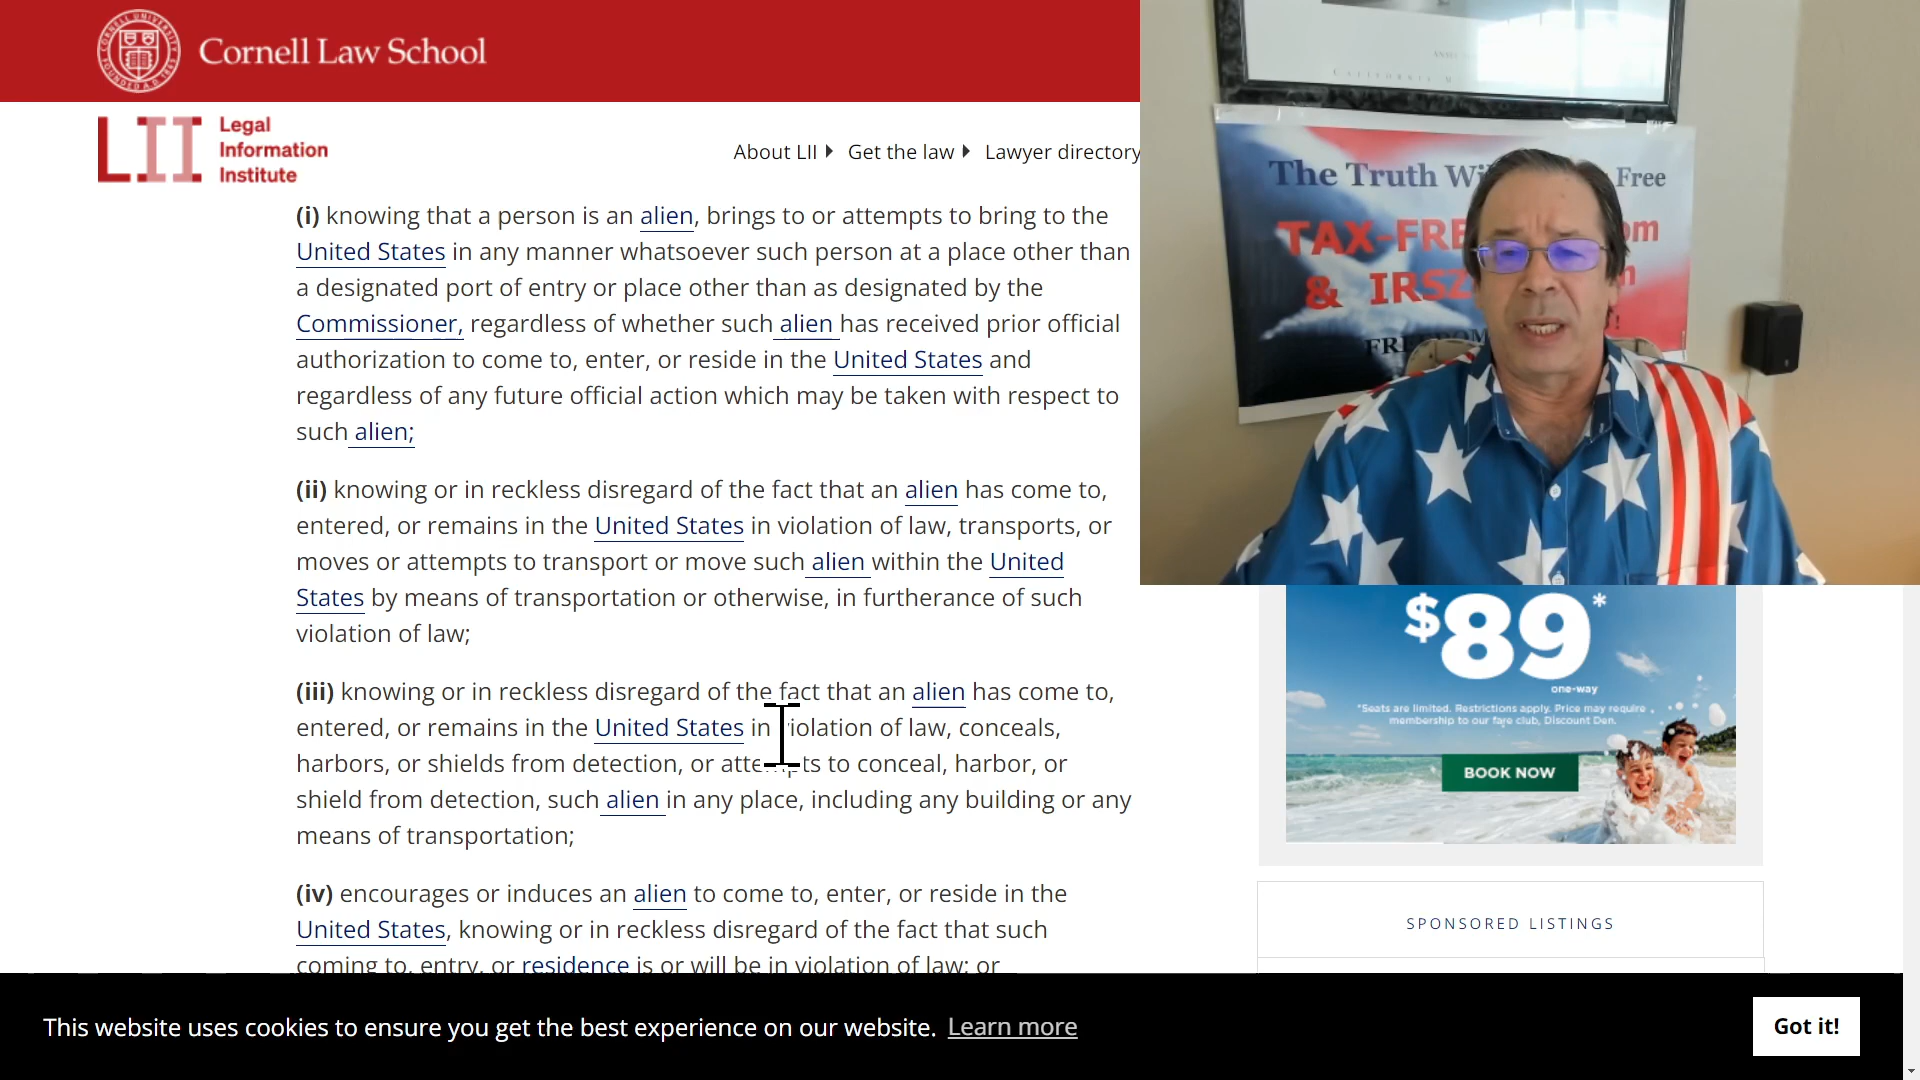 Cornell Law School
LII
Legal
Information
Institute
About LII
Get the law
Lawyer directory
(i) knowing that a person is an alien, brings to or attempts to bring to the
United States in any manner whatsoever such person at a place other than
a designated port of entry or place other than as designated by the
Commissioner, regardless of whether such alien has received prior official
authorization to come to, enter, or reside in the United States and
regardless of any future official action which may be taken with respect to
such alien;
(ii) knowing or in reckless disregard of the fact that an alien has come to,
entered, or remains in the United States in violation of law, transports, or
moves or attempts to transport or move such alien within the United
States by means of transportation or otherwise, in furtherance of such
violation of law;
(iii) knowing or in reckless disregard of the fact that an alien has come to,
entered, or remains in the United States in violation of law, conceals,
harbors, or shields from detection, or attempts to conceal, harbor, or
shield from detection, such alien in any place, including any building or any
means of transportation;
(iv) encourages or induces an alien to come to, enter, or reside in the
United States, knowing or in reckless disregard of the fact that such
coming to, entry, or residence is or will be in violation of law; or
The Truth Free
TAX-FRE om
& IRSZ n
$89*
one-way
*Seats are limited. Restrictions apply. Price may require
membership to our fare club, Discount Den.
BOOK NOW
SPONSORED LISTINGS
This website uses cookies to ensure you get the best experience on our website. Learn more
Got it!